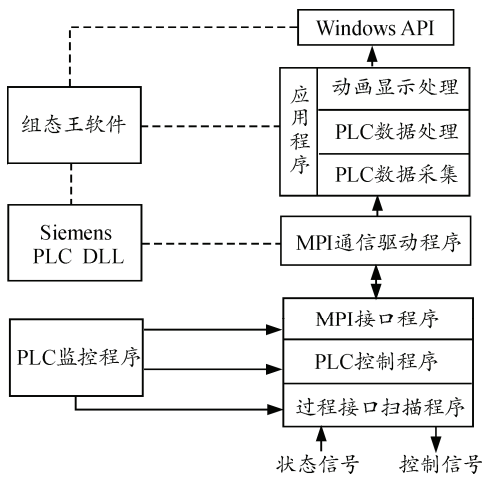 Windows API
组态王软件
应用程序
动画显示处理
PLC数据处理
PLC数据采集
Siemens
PLC DLL
MPI通信驱动程序
PLC监控程序
MPI接口程序
PLC控制程序
过程接口扫描程序
状态信号
控制信号